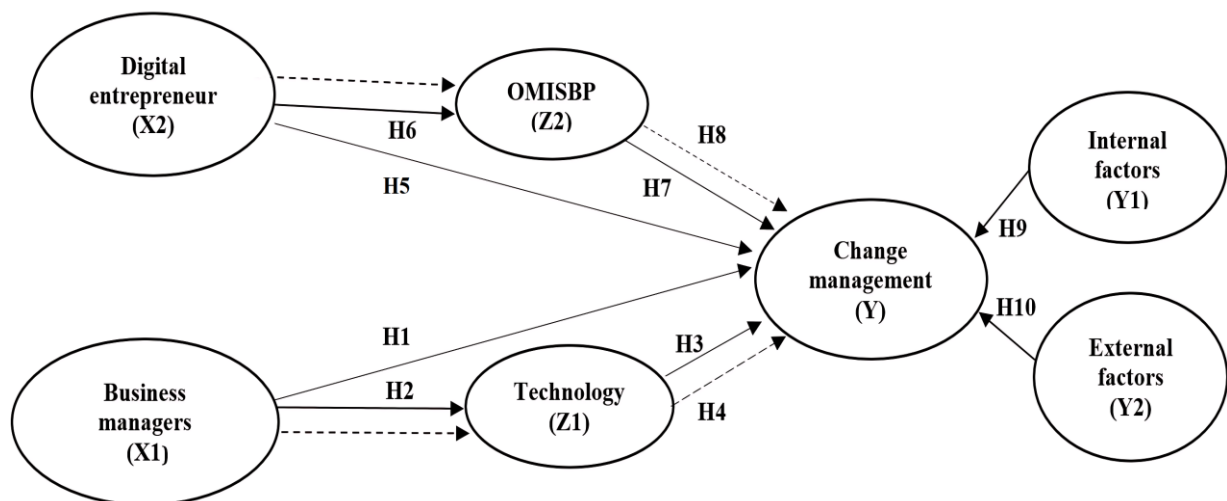 Digital
entrepreneur
(X2)
OMISBP
(Z2)
H6
H5
H8
H7
Internal
factors
(Y1)
H9
Change
management
(Y)
H10
H1
H3
H2
H4
Business
managers
(X1)
Technology
(Z1)
External
factors
(Y2)